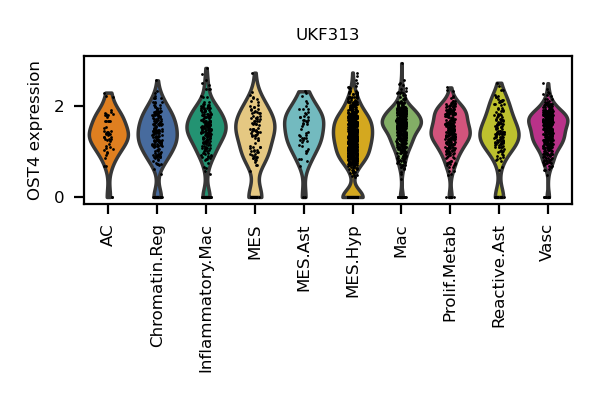 UKF313
OST4 expression
2
0
AC
Chromatin.Reg
Inflammatory.Mac
MES
MES.Ast
MES.Hyp
Mac
Prolif.Metab
Reactive.Ast
Vasc